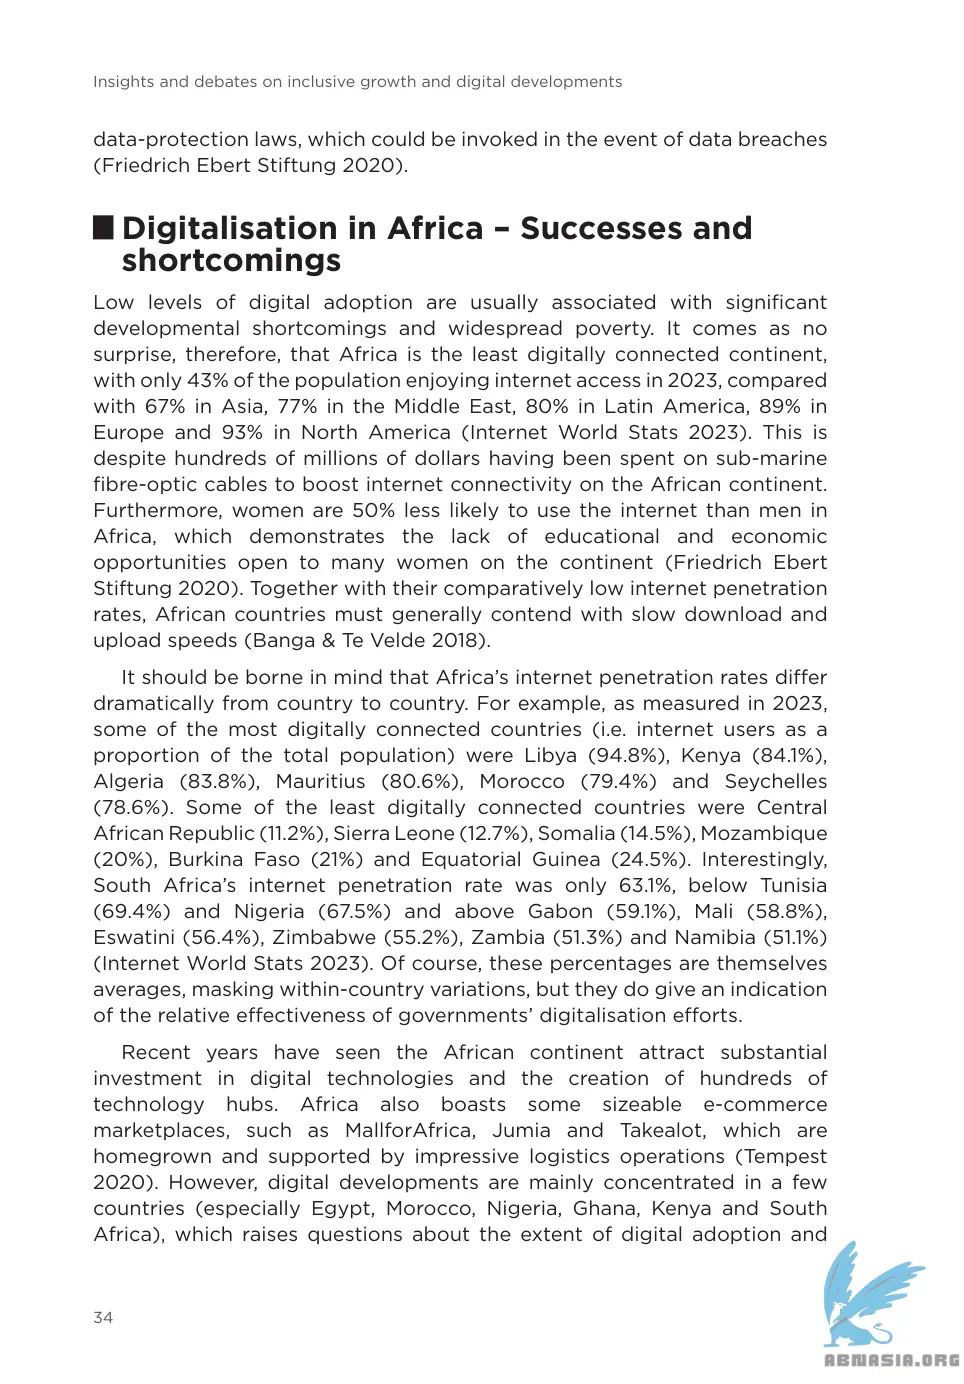 Insights and debates on inclusive growth and digital developments
data-protection laws, which could be invoked in the event of data breaches
(Friedrich Ebert Stiftung 2020).
Digitalisation in Africa – Successes and
shortcomings
Low levels of digital adoption are usually associated with significant
developmental shortcomings and widespread poverty. It comes as no
surprise, therefore, that Africa is the least digitally connected continent,
with only 43% of the population enjoying internet access in 2023, compared
with 67% in Asia, 77% in the Middle East, 80% in Latin America, 89% in
Europe and 93% in North America (Internet World Stats 2023). This is
despite hundreds of millions of dollars having been spent on sub-marine
fibre-optic cables to boost internet connectivity on the African continent.
Furthermore, women are 50% less likely to use the internet than men in
Africa, which demonstrates the lack of educational and economic
opportunities open to many women on the continent (Friedrich Ebert
Stiftung 2020). Together with their comparatively low internet penetration
rates, African countries must generally contend with slow download and
upload speeds (Banga & Te Velde 2018).
It should be borne in mind that Africa’s internet penetration rates differ
dramatically from country to country. For example, as measured in 2023,
some of the most digitally connected countries (i.e. internet users as a
proportion of the total population) were Libya (94.8%), Kenya (84.1%),
Algeria (83.8%), Mauritius (80.6%), Morocco (79.4%) and Seychelles
(78.6%). Some of the least digitally connected countries were Central
African Republic (11.2%), Sierra Leone (12.7%), Somalia (14.5%), Mozambique
(20%), Burkina Faso (21%) and Equatorial Guinea (24.5%). Interestingly,
South Africa’s internet penetration rate was only 63.1%, below Tunisia
(69.4%) and Nigeria (67.5%) and above Gabon (59.1%), Mali (58.8%),
Eswatini (56.4%), Zimbabwe (55.2%), Zambia (51.3%) and Namibia (51.1%)
(Internet World Stats 2023). Of course, these percentages are themselves
averages, masking within-country variations, but they do give an indication
of the relative effectiveness of governments’ digitalisation efforts.
Recent years have seen the African continent attract substantial
investment in digital technologies and the creation of hundreds of
technology hubs. Africa also boasts some sizeable e-commerce
marketplaces, such as MallforAfrica, Jumia and Takealot, which are
homegrown and supported by impressive logistics operations (Tempest
2020). However, digital developments are mainly concentrated in a few
countries (especially Egypt, Morocco, Nigeria, Ghana, Kenya and South
Africa), which raises questions about the extent of digital adoption and
34
ABNASIA.ORG